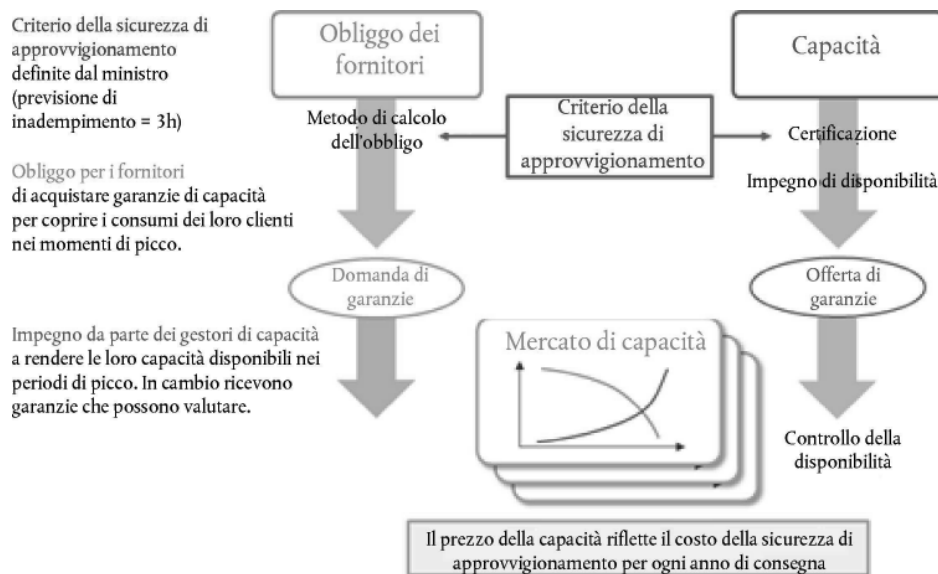 Criterio della sicurezza di
approvvigionamento
definite dal ministro
(previsione di
inadempimento = 3h)
Obbligo per i fornitori
di acquistare garanzie di capacità
per coprire i consumi dei loro clienti
nei momenti di picco.
Impegno da parte dei gestori di capacità
a rendere le loro capacità disponibili nei
periodi di picco. In cambio ricevono
garanzie che possono valutare.
Obliggo dei
fornitori
Metodo di calcolo
dell'obbligo
Domanda di
garanzie
Criterio della
sicurezza di
approvvigionamento
Capacità
Certificazione
Impegno di disponibilità
Offerta di
garanzie
Mercato di capacità
Controllo della
disponibilità
Il prezzo della capacità riflette il costo della sicurezza di
approvvigionamento per ogni anno di consegna